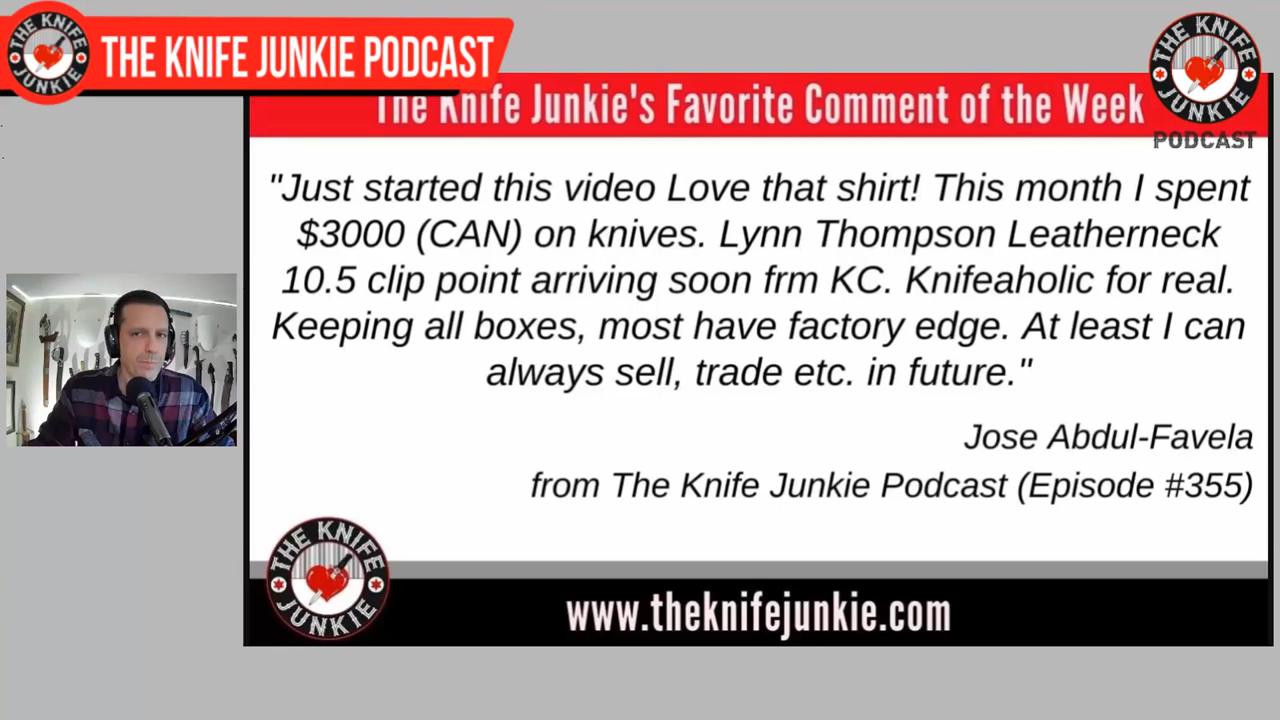 THE KNIFE JUNKIE
THE KNIFE JUNKIE PODCAST
THE KNIFE JUNKIE
PODCAST
The Knife Junkie's Favorite Comment of the Week
"Just started this video Love that shirt! This month I spent
$3000 (CAN) on knives. Lynn Thompson Leatherneck
10.5 clip point arriving soon frm KC. Knifeaholic for real.
Keeping all boxes, most have factory edge. At least I can
always sell, trade etc. in future."
Jose Abdul-Favela
from The Knife Junkie Podcast (Episode #355)
THE KNIFE JUNKIE
www.theknifejunkie.com